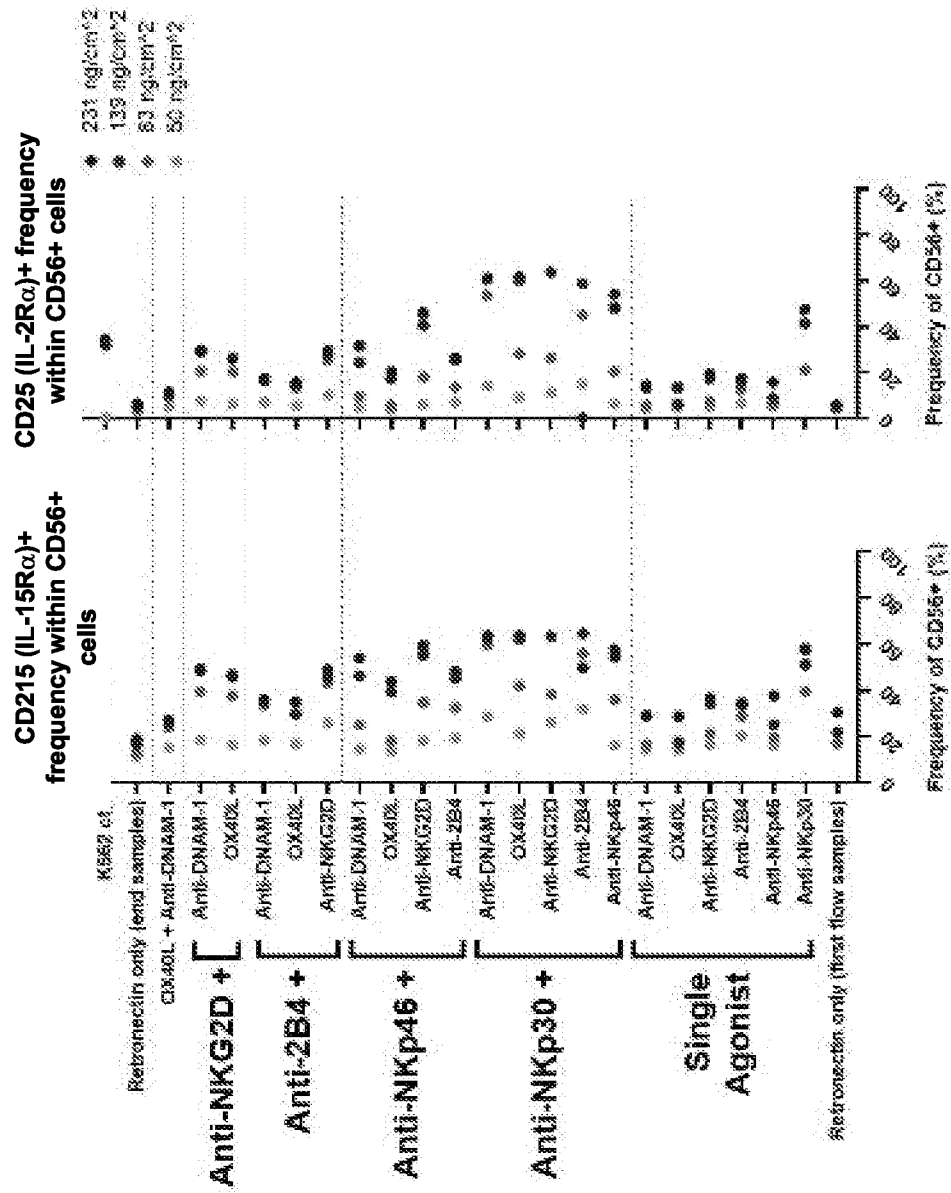 CD215 (IL-15Rα)+
frequency within CD56+
cells
CD25 (IL-2Rα)+ frequency
within CD56+ cells
231 ng/cm^2
139 ng/cm^2
83 ng/cm^2
50 ng/cm^2
K562 ct.
Retronectin only (end samples)
OX40L + Anti-DNAM-1
Anti-NKG2D +
Anti-DNAM-1
OX40L
Anti-2B4 +
Anti-DNAM-1
OX40L
Anti-NKG2D
Anti-NKp46 +
Anti-DNAM-1
OX40L
Anti-NKG2D
Anti-2B4
Anti-NKp30 +
Anti-DNAM-1
OX40L
Anti-NKG2D
Anti-2B4
Anti-NKp46
Single
Agonist
Anti-DNAM-1
OX40L
Anti-NKG2D
Anti-2B4
Anti-NKp46
Anti-NKp30
Retronectin only (first flow samples)
0 20 40 60 80 100
Frequency of CD56+ (%)
0 20 40 60 80 100
Frequency of CD56+ (%)